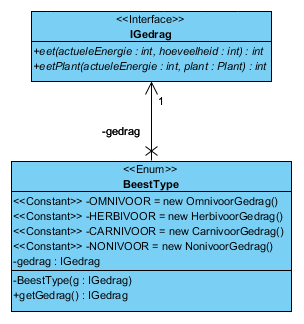 <<Interface>>
IGedrag
+eet(actueleEnergie : int, hoeveelheid : int) : int
+eetPlant(actueleEnergie : int, plant : Plant) : int
1
-gedrag
<<Enum>>
BeestType
<<Constant>> -OMNIVOOR = new OmnivoorGedrag()
<<Constant>> -HERBIVOOR = new HerbivoorGedrag()
<<Constant>> -CARNIVOOR = new CarnivoorGedrag()
<<Constant>> -NONIVOOR = new NonivoorGedrag()
-gedrag : IGedrag
-BeestType(g : IGedrag)
+getGedrag() : IGedrag